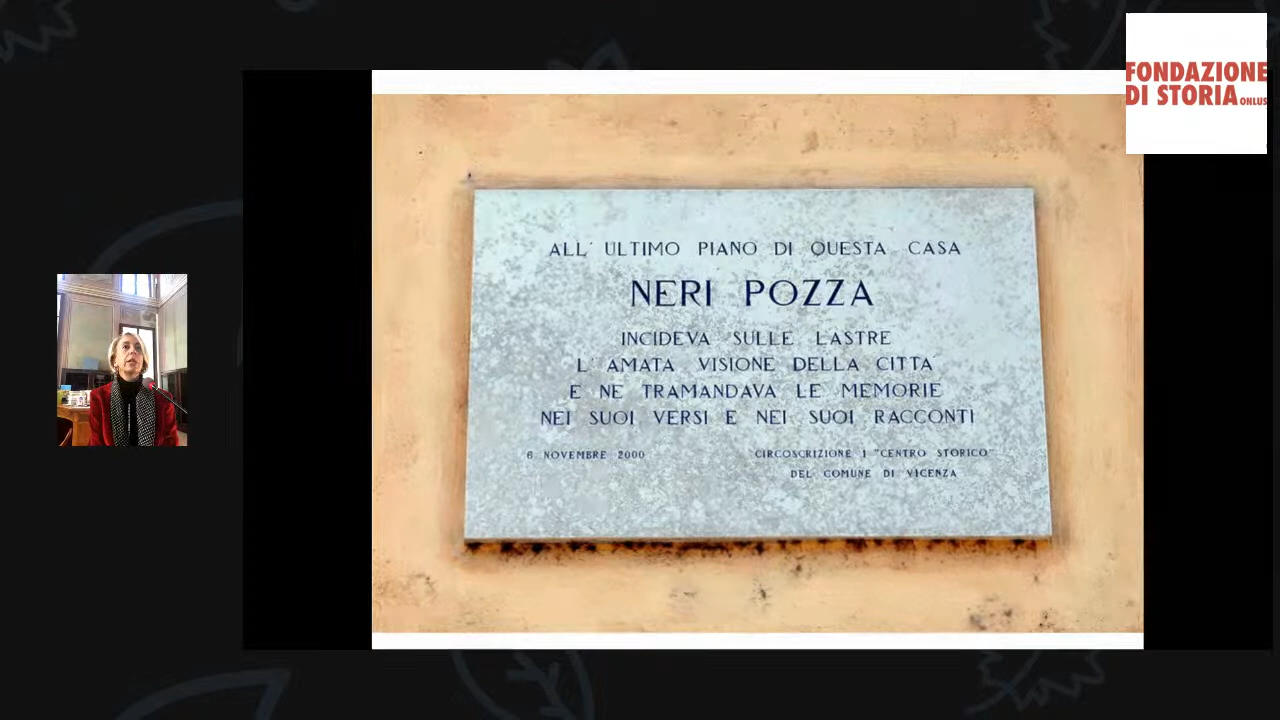 FONDAZIONE
DI STORIA ONLUS
ALL' ULTIMO PIANO DI QUESTA CASA
NERI POZZA
INCIDEVA SULLE LASTRE
L' AMATA VISIONE DELLA CITTA'
E NE TRAMANDAVA LE MEMORIE
NEI SUOI VERSI E NEI SUOI RACCONTI
6 NOVEMBRE 2000
CIRCOSCRIZIONE 1 "CENTRO STORICO"
DEL COMUNE DI VICENZA